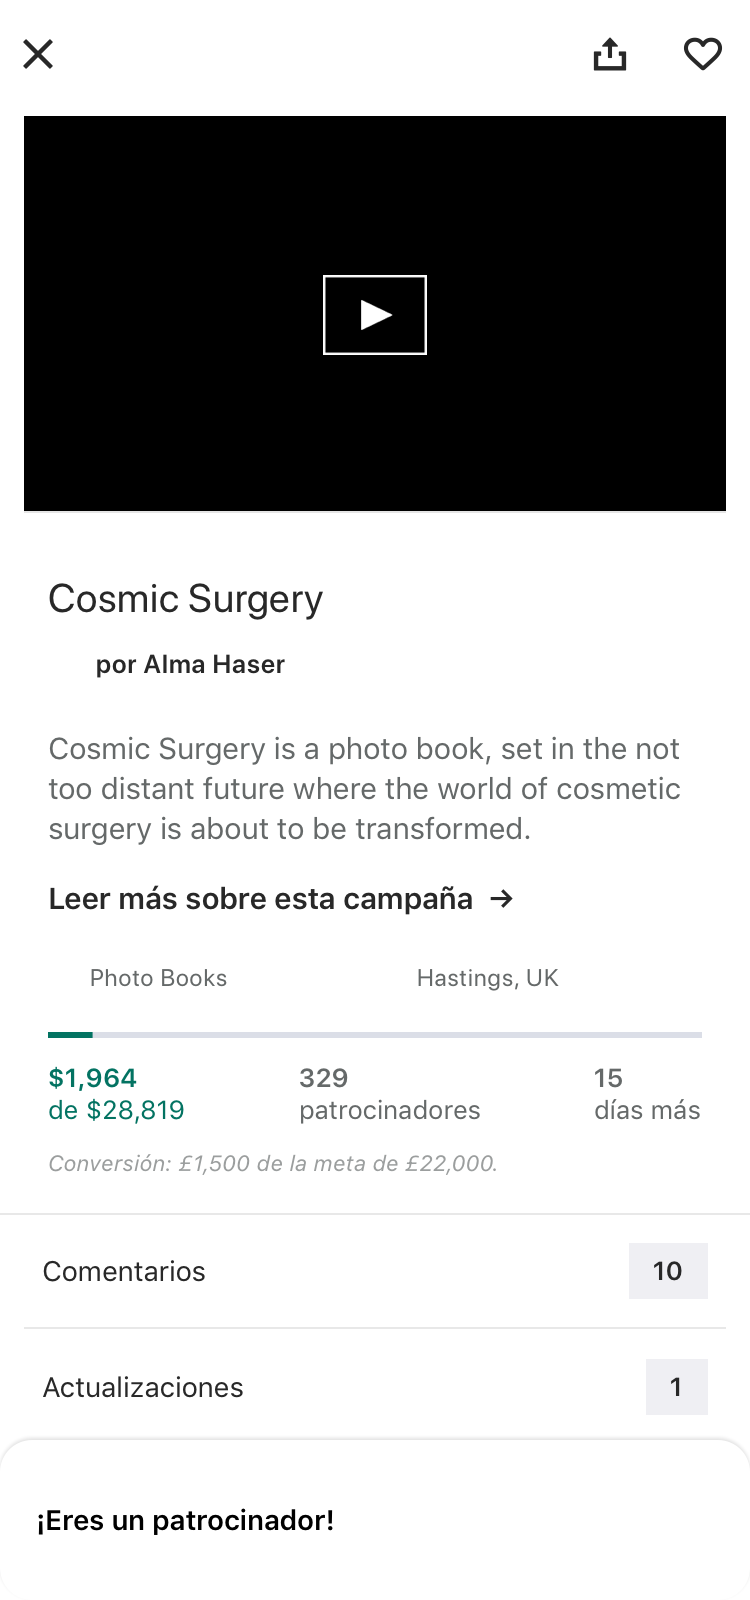 Cosmic Surgery
por Alma Haser
Cosmic Surgery is a photo book, set in the not
too distant future where the world of cosmetic
surgery is about to be transformed.
Leer más sobre esta campaña →
Photo Books
Hastings, UK
$1,964
de $28,819
329
patrocinadores
15
días más
Conversión: £1,500 de la meta de £22,000.
Comentarios
10
Actualizaciones
1
¡Eres un patrocinador!